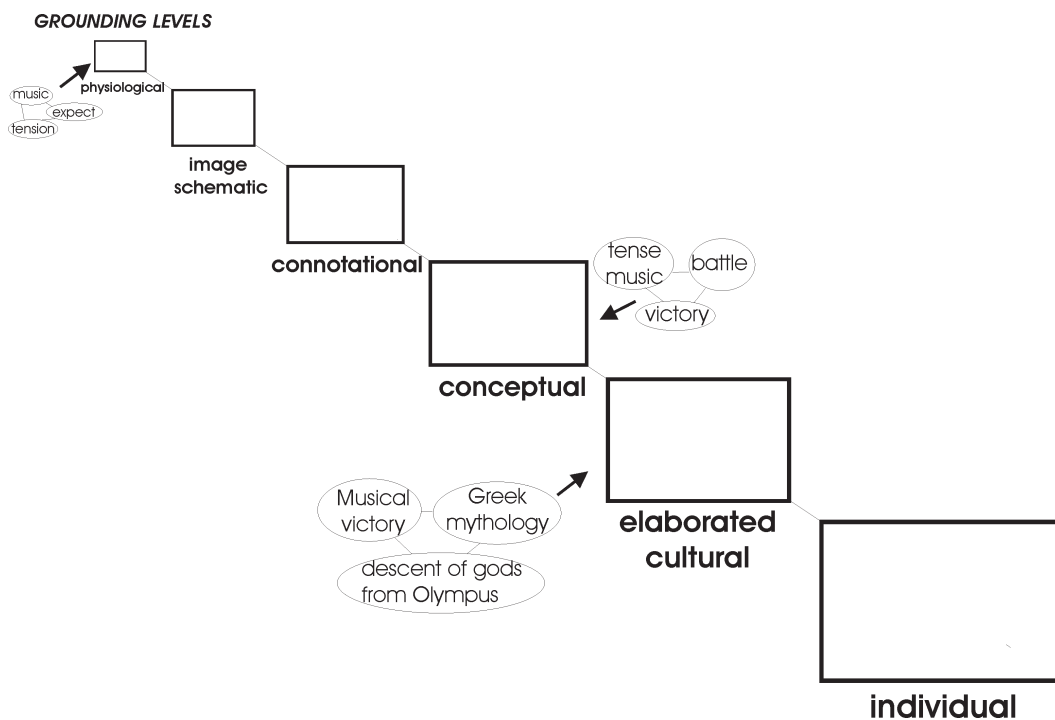 GROUNDING LEVELS
physiological
music
expect
tension
image
schematic
connotational
tense
music
battle
victory
conceptual
Musical
victory
Greek
mythology
descent of gods
from Olympus
elaborated
cultural
individual